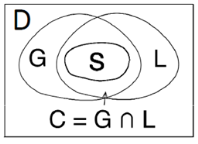 D
G S L
C = G ∩ L